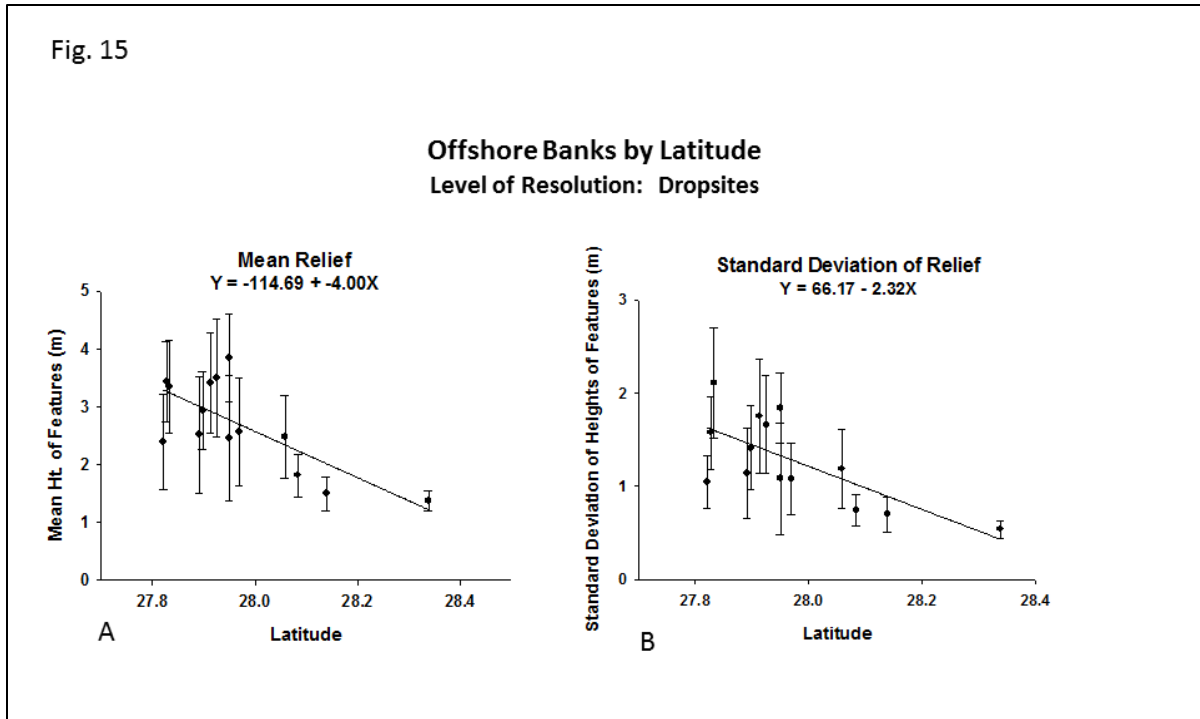 Fig. 15
Offshore Banks by Latitude
Level of Resolution: Dropsites
Mean Relief
Y = -114.69 + -4.00X
Mean Ht. of Features (m)
5
4
3
2
1
0
27.8 28.0 28.2 28.4
Latitude
A
Standard Deviation of Relief
Y = 66.17 - 2.32X
Standard Deviation of Heights of Features (m)
3
2
1
0
27.8 28.0 28.2 28.4
Latitude
B